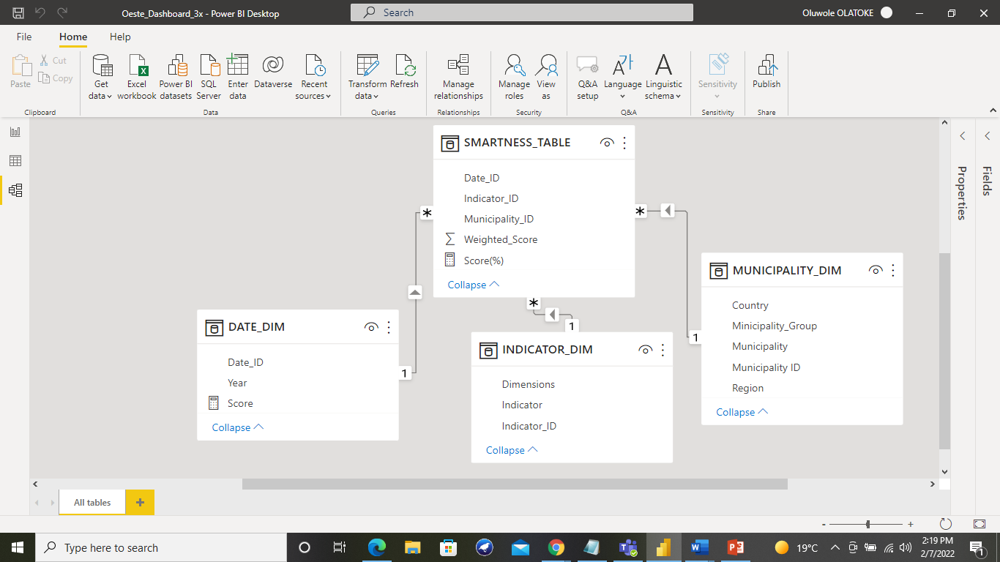 Oeste_Dashboard_3x - Power BI Desktop
Search
Oluwole OLATOKE
File
Home
Help
Paste
Cut
Copy
Get data
Excel workbook
Power BI datasets
SQL Server
Enter data
Dataverse
Recent sources
Transform data
Refresh
Manage relationships
Manage roles
View as
Q&A setup
Language
Linguistic schema
Sensitivity
Publish
Clipboard
Data
Queries
Relationships
Security
Q&A
Sensitivity
Share
SMARTNESS_TABLE
Date_ID
Indicator_ID
Municipality_ID
Weighted_Score
Score(%)
Collapse
*
*
*
1
1
1
DATE_DIM
Date_ID
Year
Score
Collapse
INDICATOR_DIM
Dimensions
Indicator
Indicator_ID
Collapse
MUNICIPALITY_DIM
Country
Minicipality_Group
Municipality
Municipality ID
Region
Collapse
Properties
Fields
All tables
+
- +
Type here to search
19°C
2:19 PM
2/7/2022
1